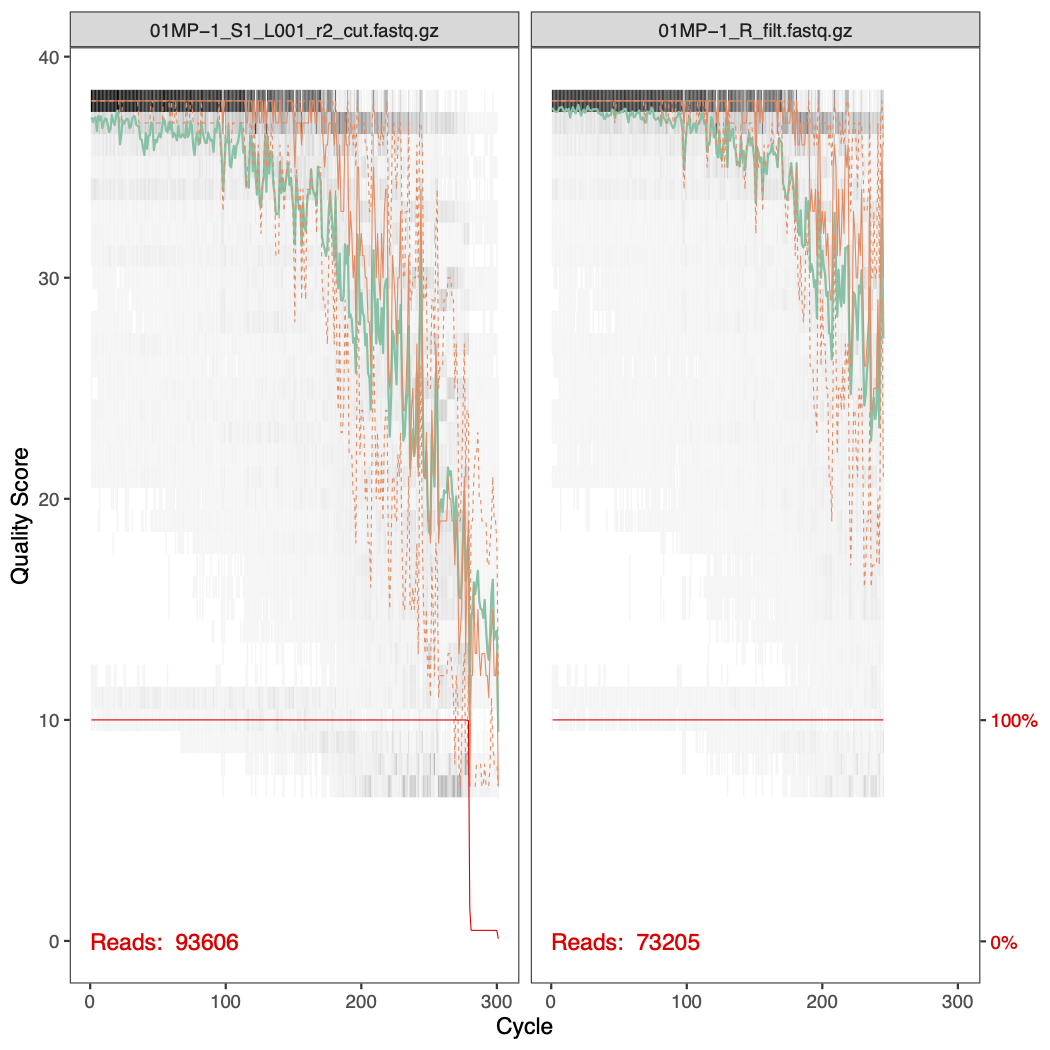 01MP−1_S1_L001_r2_cut.fastq.gz
01MP−1_R_filt.fastq.gz
40
30
20
10
0
Quality Score
Reads: 93606
Reads: 73205
100%
0%
0 100 200 300
0 100 200 300
Cycle